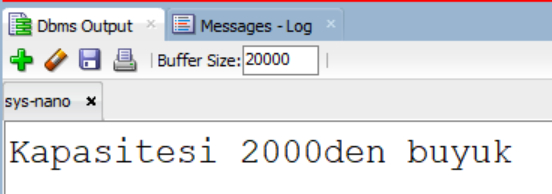 Dbms Output × Messages - Log ×
Buffer Size: 20000
sys-nano ×
Kapasitesi 2000den buyuk